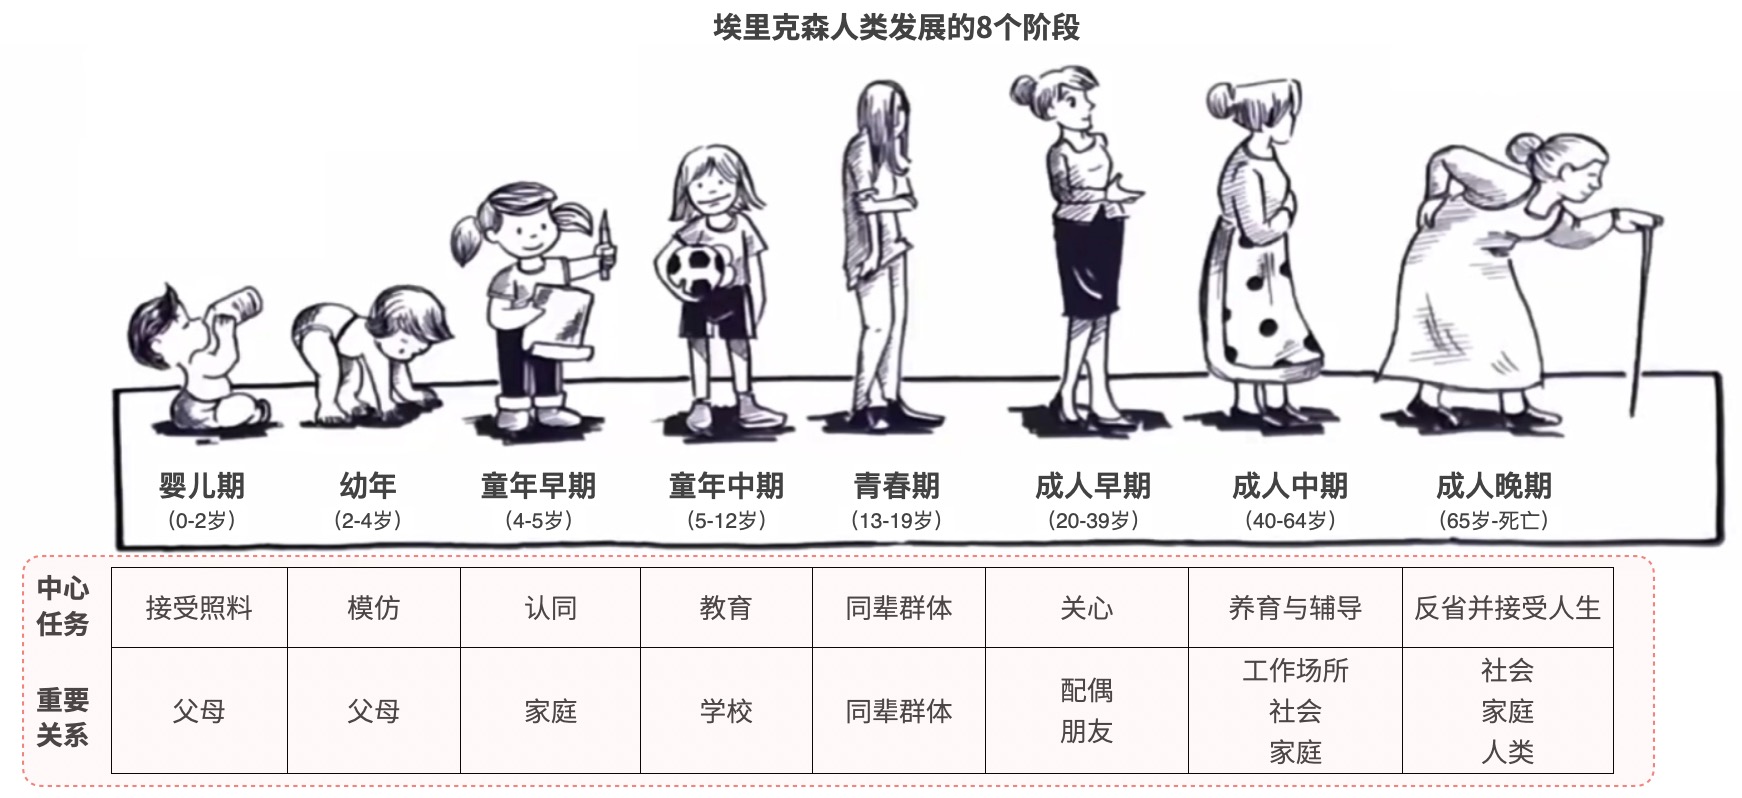 埃里克森人类发展的8个阶段
婴儿期 幼年 童年早期 童年中期 青春期 成人早期 成人中期 成人晚期
（0-2岁） （2-4岁） （4-5岁） （5-12岁） （13-19岁） （20-39岁） （40-64岁） （65岁-死亡）
中心
任务
接受照料 模仿 认同 教育 同辈群体 关心 养育与辅导 反省并接受人生
重要
关系
父母 父母 家庭 学校 同辈群体
配偶
朋友
工作场所
社会
家庭
社会
家庭
人类